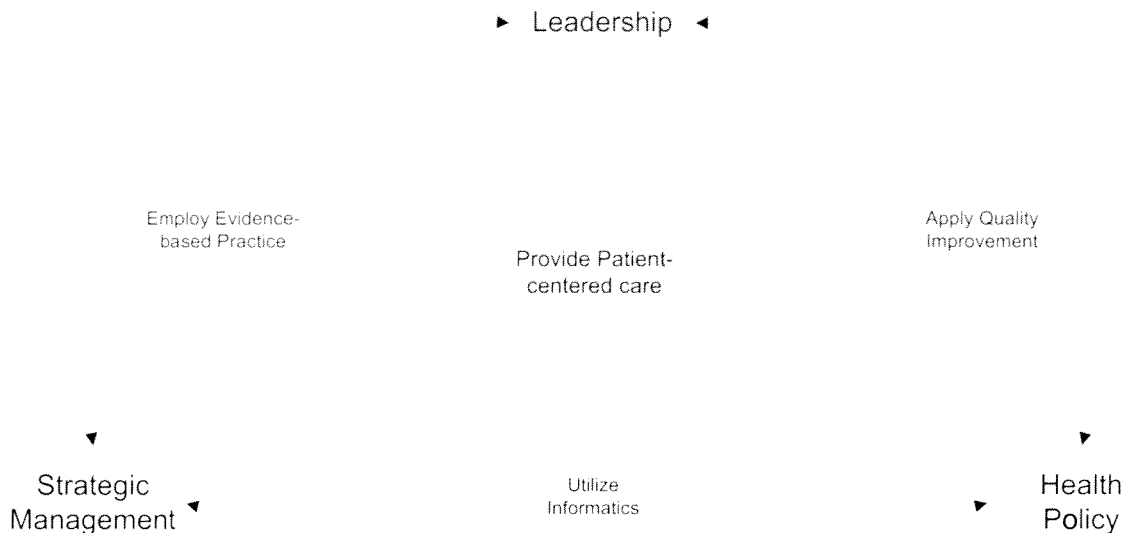 Leadership
Employ Evidence-
based Practice
Apply Quality
Improvement
Provide Patient-
centered care
Strategic
Management
Utilize
Informatics
Health
Policy